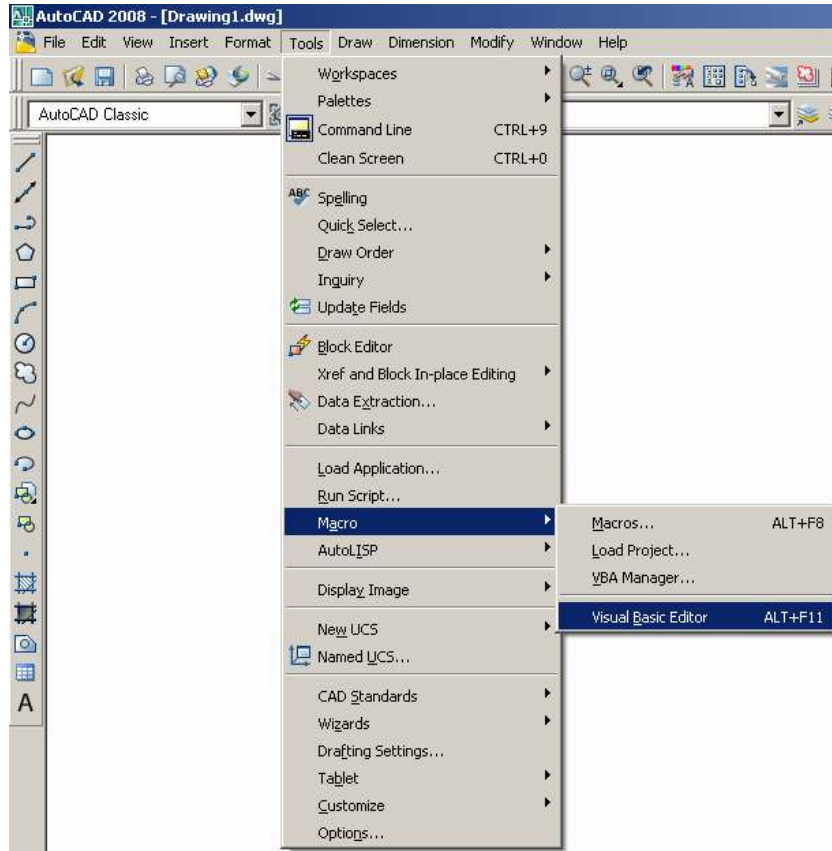 AutoCAD 2008 - [Drawing1.dwg]
File Edit View Insert Format Tools Draw Dimension Modify Window Help
AutoCAD Classic
Workspaces
Palettes
Command Line CTRL+9
Clean Screen CTRL+0
ABC Spelling
Quick Select...
Draw Order
Inquiry
Update Fields
Block Editor
Xref and Block In-place Editing
Data Extraction...
Data Links
Load Application...
Run Script...
Macro
Macros... ALT+F8
AutoLISP
Load Project...
VBA Manager...
Display Image
Visual Basic Editor ALT+F11
New UCS
Named UCS...
CAD Standards
A
Wizards
Drafting Settings...
Tablet
Customize
Options...